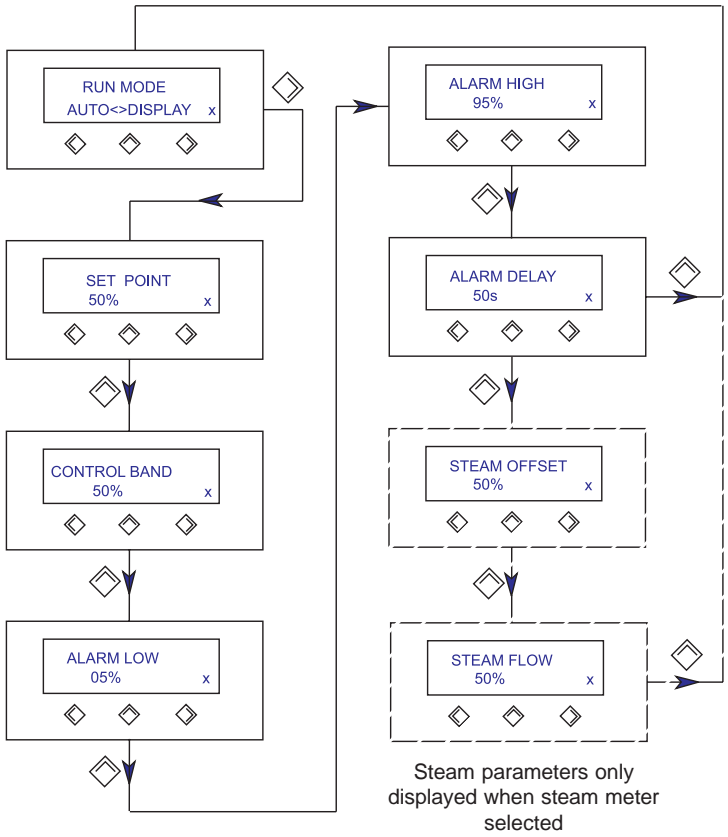 RUN MODE
AUTO<>DISPLAY x
SET POINT
50% x
CONTROL BAND
50% x
ALARM LOW
05% x
ALARM HIGH
95% x
ALARM DELAY
50s x
STEAM OFFSET
50% x
STEAM FLOW
50% x
Steam parameters only
displayed when steam meter
selected